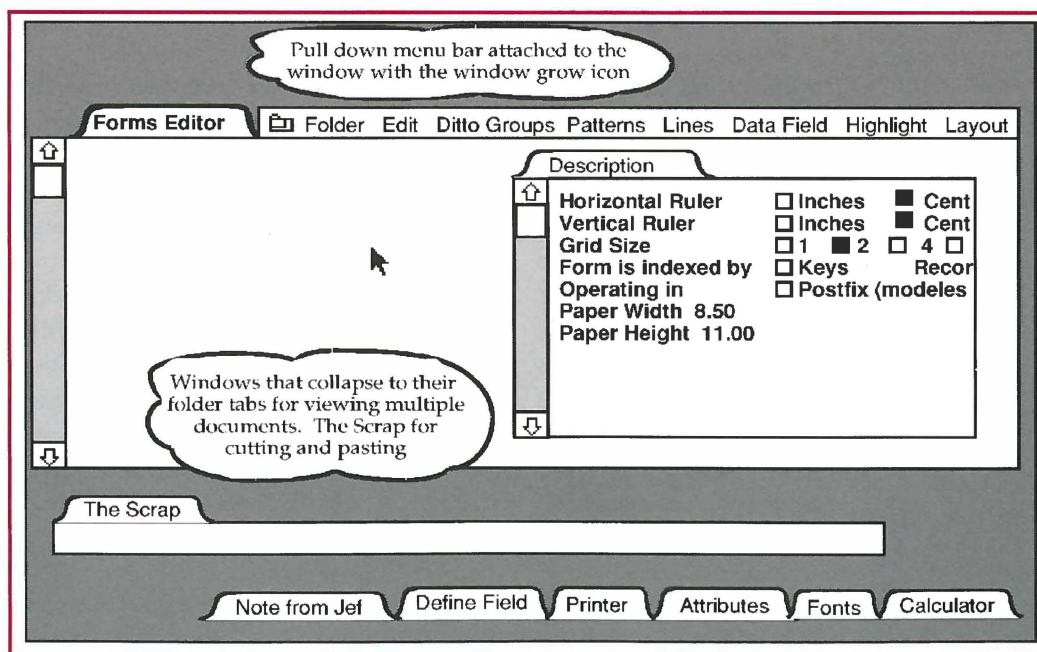 Pull down menu bar attached to the
window with the window grow icon
Forms Editor Folder Edit Ditto Groups Patterns Lines Data Field Highlight Layout
Description
Horizontal Ruler Inches Cent
Vertical Ruler Inches Cent
Grid Size 1 2 4
Form is indexed by Keys Recor
Operating in Postfix (modeles
Paper Width 8.50
Paper Height 11.00
Windows that collapse to their
folder tabs for viewing multiple
documents. The Scrap for
cutting and pasting
The Scrap
Note from Jef Define Field Printer Attributes Fonts Calculator